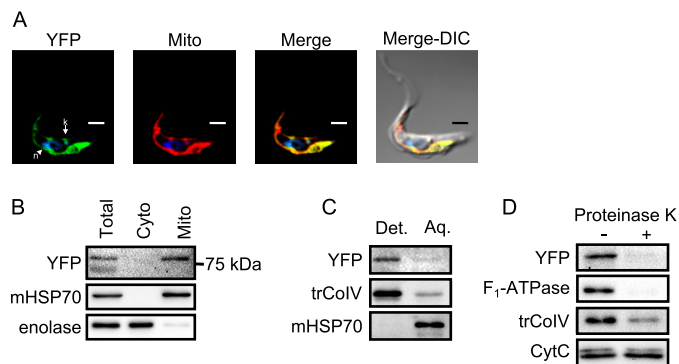 A
YFP Mito Merge Merge-DIC
k
n
B
Total Cyto Mito
YFP
75 kDa
mHSP70
enolase
C
Det. Aq.
YFP
trCoIV
mHSP70
D
Proteinase K
- +
YFP
F₁-ATPase
trCoIV
CytC